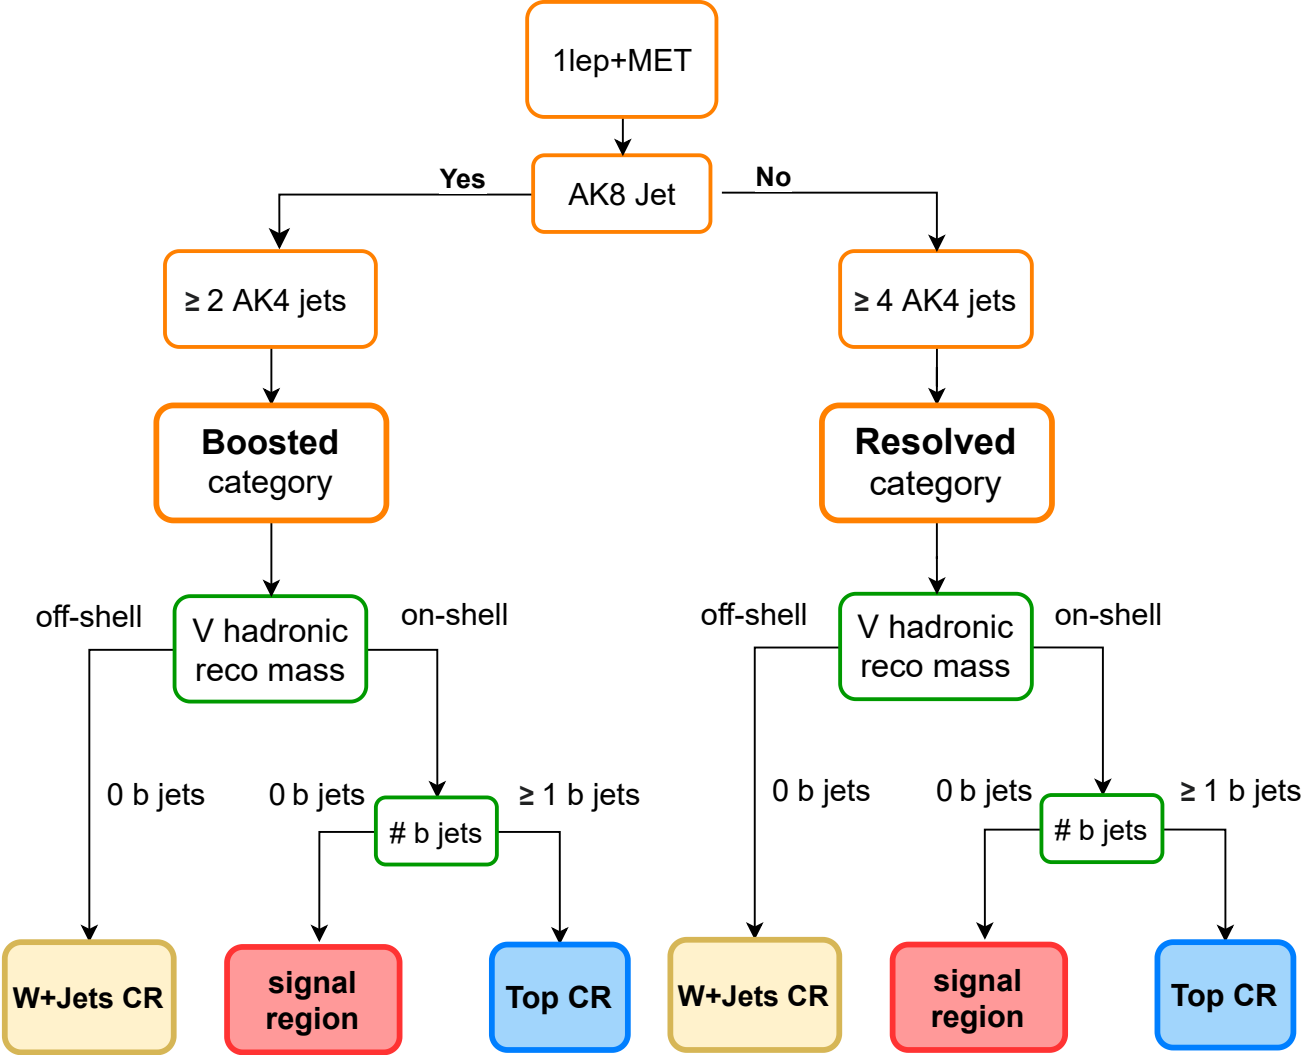 1lep+MET
Yes
No
AK8 Jet
≥ 2 AK4 jets
≥ 4 AK4 jets
Boosted
category
Resolved
category
off-shell
V hadronic
reco mass
on-shell
off-shell
V hadronic
reco mass
on-shell
0 b jets
0 b jets
# b jets
≥ 1 b jets
0 b jets
0 b jets
# b jets
≥ 1 b jets
W+Jets CR
signal
region
Top CR
W+Jets CR
signal
region
Top CR